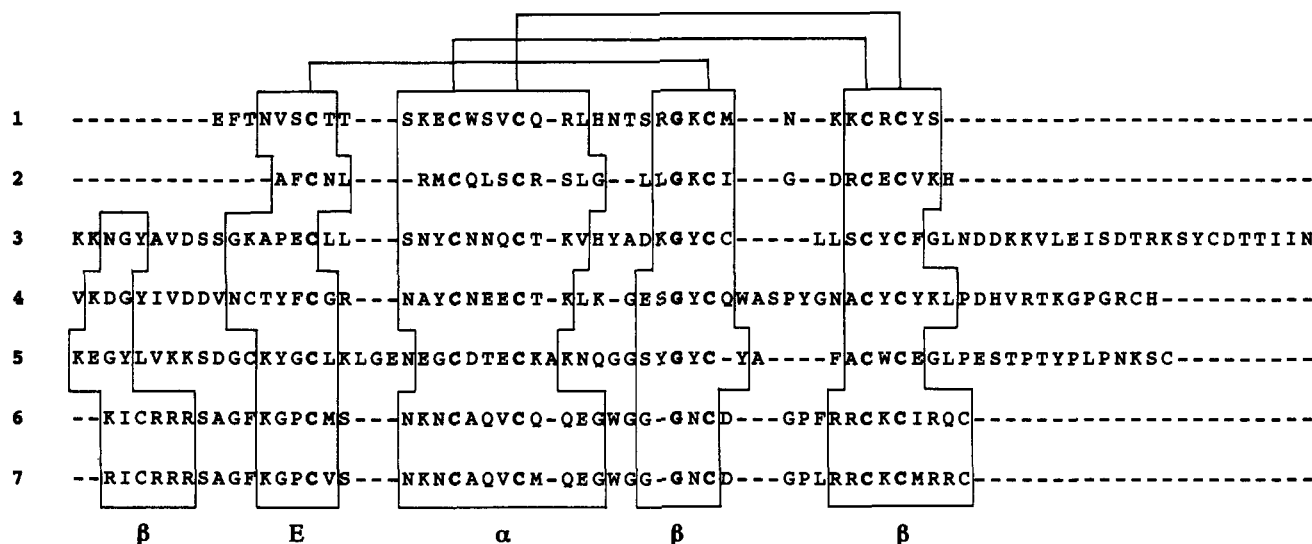 1 ----------EFTNVSCTT---SKECWSVCQ-RLHNTSRGKCM---N--KKCRCYS------------------------
2 -------------AFCNL----RMCQLSCR-SLG--LLGKCI---G--DRCECVKH-----------------------
3 KKNGYAVDSSGKAPECLL---SNYCNNQCT-KVHYADKGYCC-----LLSCYCFGLNDDKKVLEISDTRKSYCDTTIIN
4 VKDGYIVDDVNCTYFCGR---NAYCNEECT-KLK-GESGYCQWASPYGNACYCYKLPDHVRTKGPGRCH----------
5 KEGYLVKKSDGCKYGCLKLGENEGCDTECKAKNQGGSYGYC-YA----FACWCEGLPESTPTYPLPNKSC---------
6 --KICRRRSAGFKGPCMS---NKNCAQVCQ-QEGWGG-GNCD---GPFRRCKCIRQC----------------------
7 --RICRRRSAGFKGPCVS---NKNCAQVCM-QEGWGG-GNCD---GPLRRCKCMRRC----------------------
β E α β β